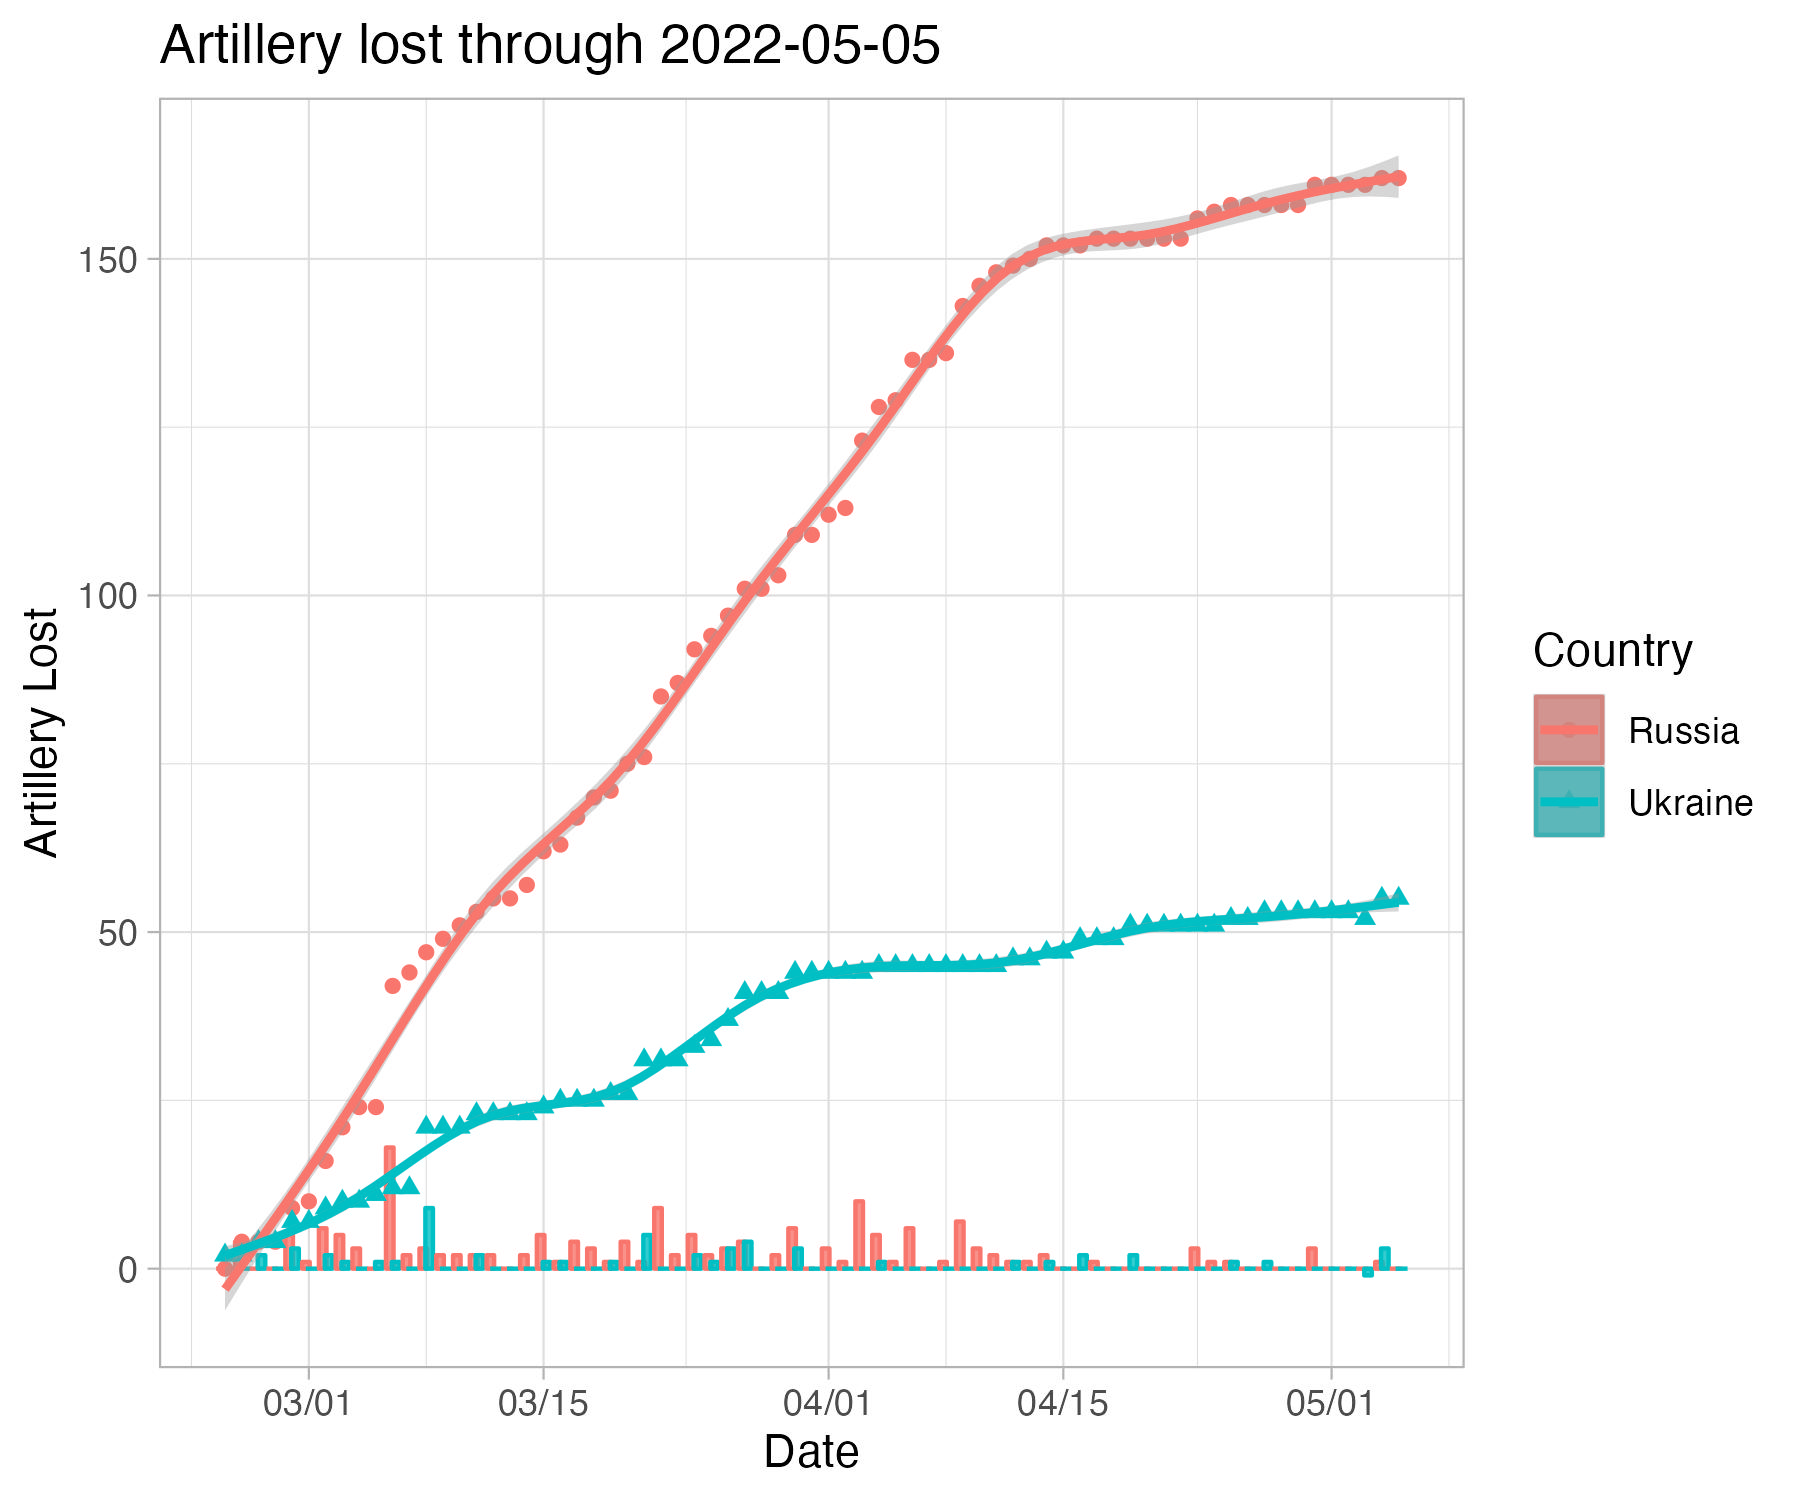 Artillery lost through 2022-05-05
Artillery Lost
150
100
50
0
03/01 03/15 04/01 04/15 05/01
Date
Country
Russia
Ukraine